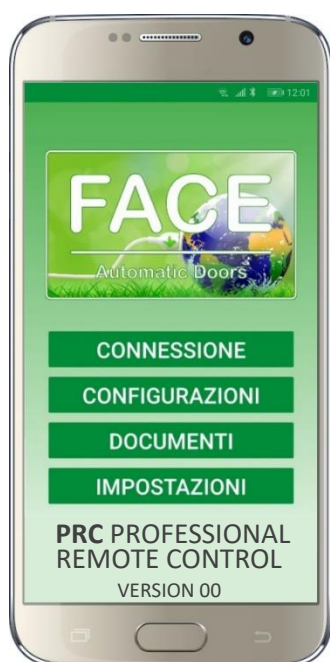 12:01
FACE
Automatic Doors
CONNESSIONE
CONFIGURAZIONI
DOCUMENTI
IMPOSTAZIONI
PRC PROFESSIONAL
REMOTE CONTROL
VERSION 00